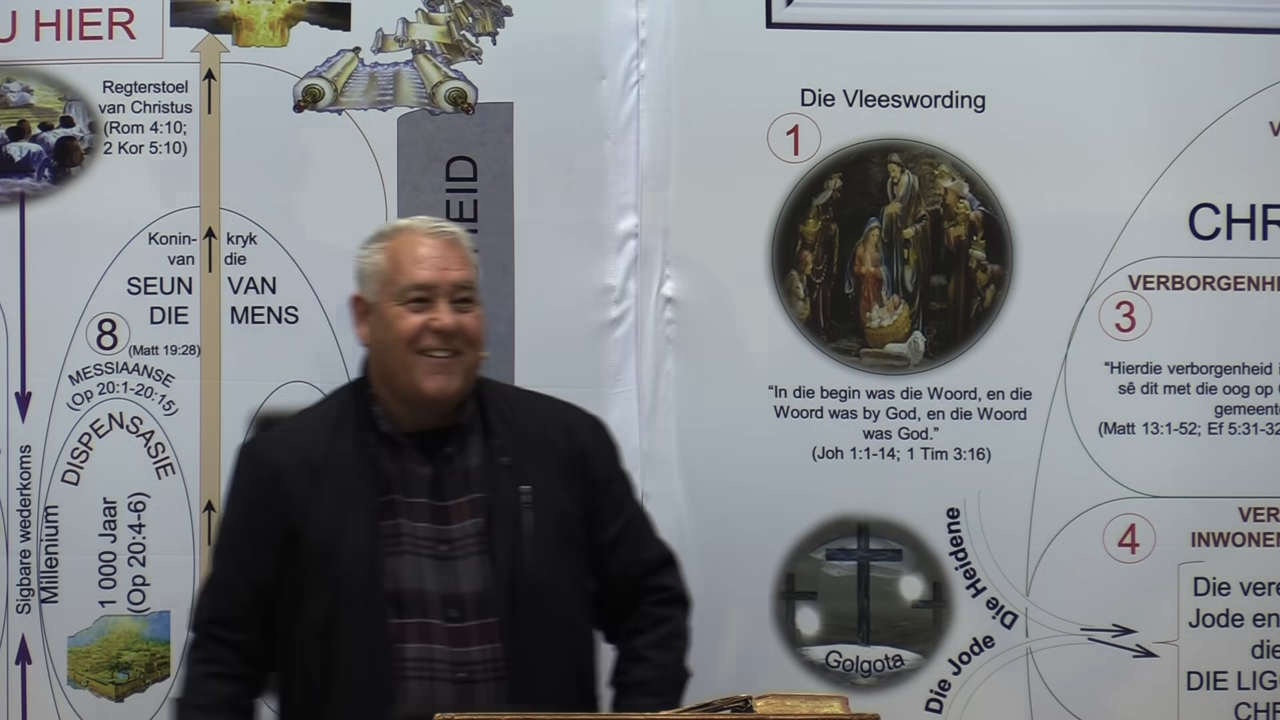 U HIER
Regterstoel
van Christus
(Rom 4:10;
2 Kor 5:10)
Konin- kryk
van die
SEUN VAN
DIE MENS
8
(Matt 19:28)
MESSIAANSE
(Op 20:1-20:15)
DISPENSASIE
1 000 Jaar
(Op 20:4-6)
Millenium
Sigbare wederkoms
HEID
Die Vleeswording
1
"In die begin was die Woord, en die
Woord was by God, en die Woord
was God."
(Joh 1:1-14; 1 Tim 3:16)
Golgota
Die Heidene
Die Jode
CHR
VERBORGENHE
3
"Hierdie verborgenheid
sê dit met die oog op
gemeent
(Matt 13:1-52; Ef 5:31-32
4
VER
INWONE
Die vere
Jode en
die
DIE LIG
CHR